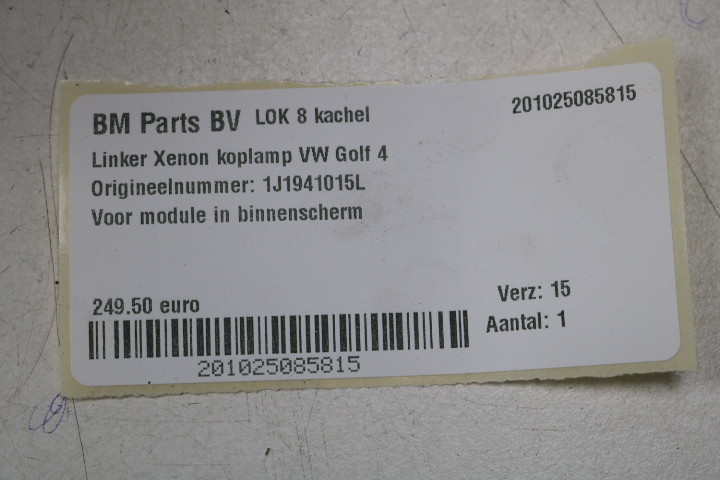 BM Parts BV LOK 8 kachel 201025085815
Linker Xenon koplamp VW Golf 4
Origineelnummer: 1J1941015L
Voor module in binnenscherm
249.50 euro
Verz: 15
Aantal: 1
201025085815